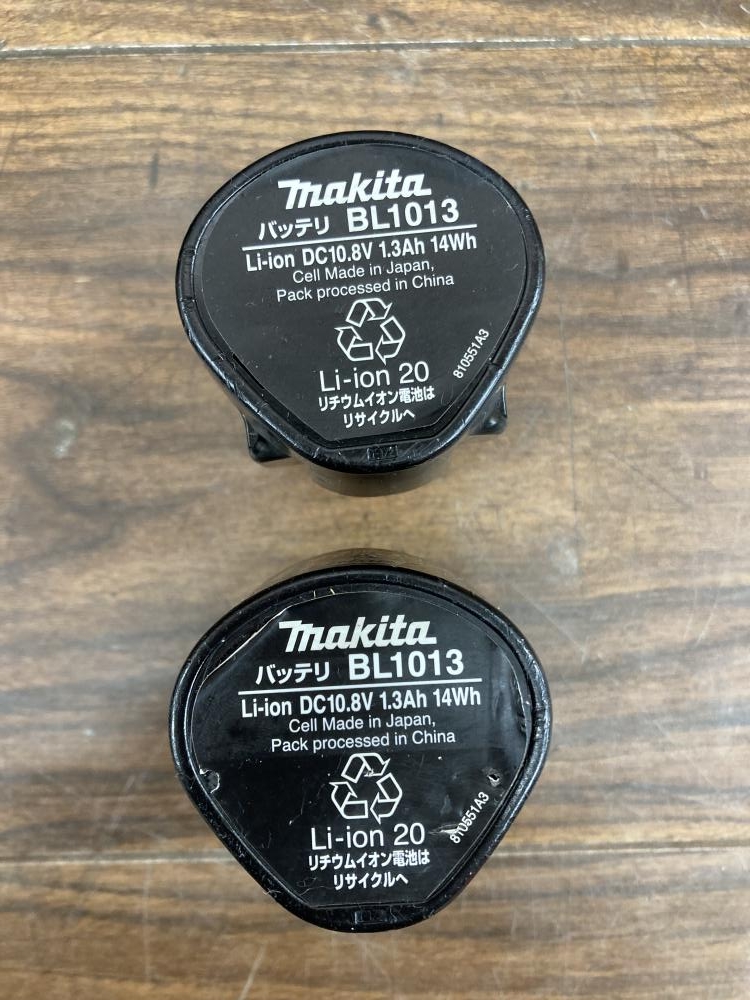 makita
バッテリ BL1013
Li-ion DC10.8V 1.3Ah 14Wh
Cell Made in Japan,
Pack processed in China
Li-ion 20
810551A3
リチウムイオン電池は
リサイクルへ
makita
バッテリ BL1013
Li-ion DC10.8V 1.3Ah 14Wh
Cell Made in Japan,
Pack processed in China
Li-ion 20
810551A3
リチウムイオン電池は
リサイクルへ